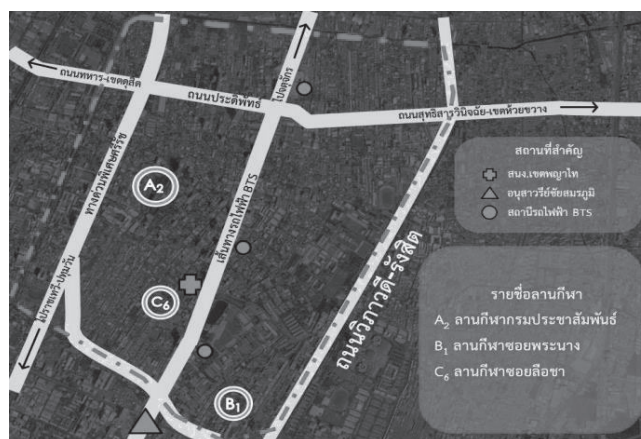 ถนนทหาร-เขตดุสิต
ถนนประดิพัทธ์
ไปจตุจักร
ถนนสุทธิสารวินิจฉัย-เขตห้วยขวาง
ทางด่วนพิเศษศรีรัช
เส้นทางรถไฟฟ้า BTS
ไปราชเทวี-ปทุมวัน
ถนนวิภาวดี-รังสิต
A2
C6
B1
สถานที่สำคัญ
สนง.เขตพญาไท
อนุสาวรีย์ชัยสมรภูมิ
สถานีรถไฟฟ้า BTS
รายชื่อลานกีฬา
A2 ลานกีฬากรมประชาสัมพันธ์
B1 ลานกีฬาซอยพระนาง
C6 ลานกีฬาซอยลือชา